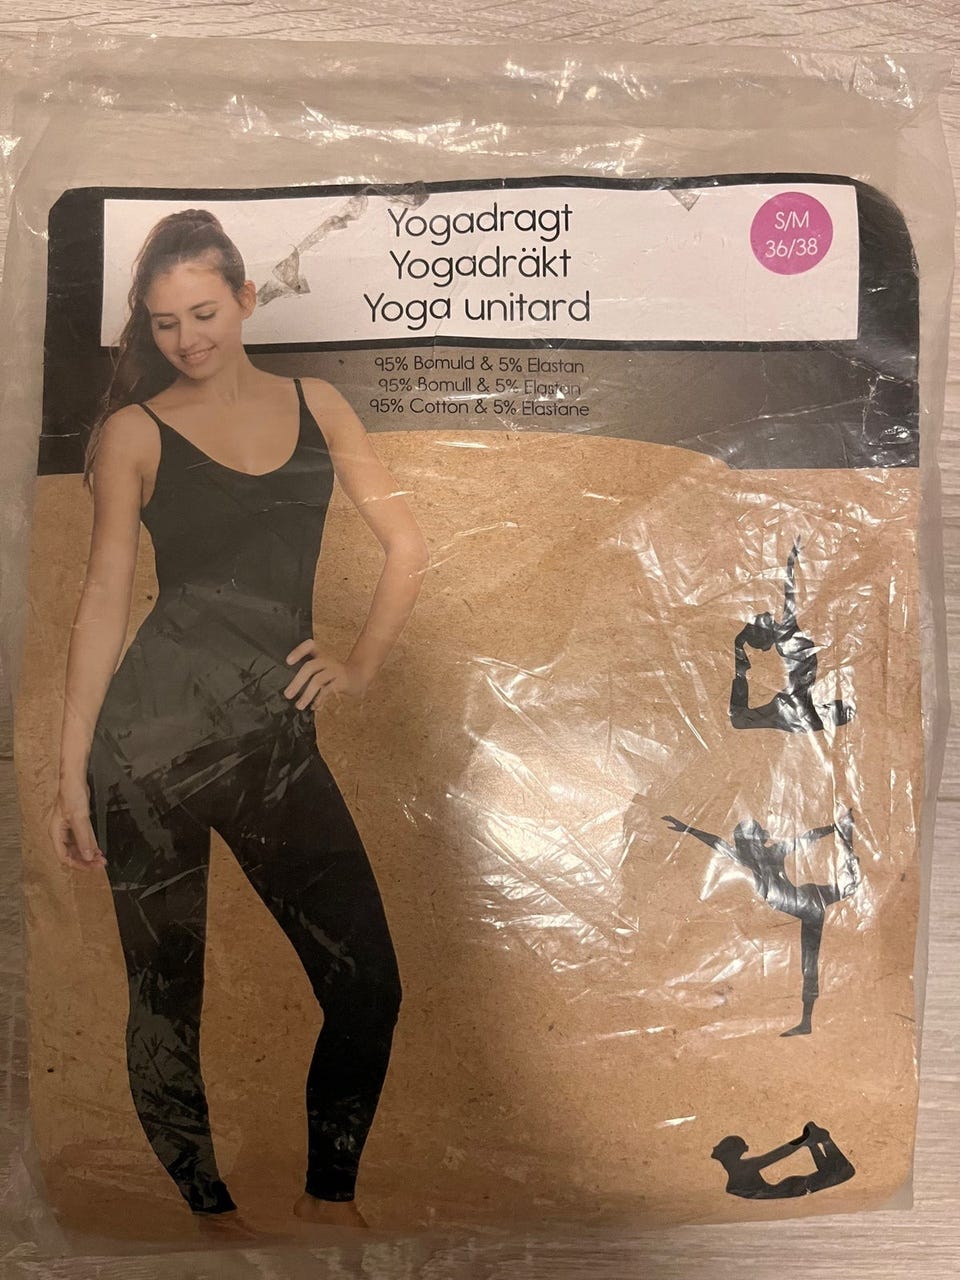 Yogadragt
Yogadräkt
Yoga unitard
S/M
36/38
95% Bomuld & 5% Elastan
95% Bomull & 5% Elastan
95% Cotton & 5% Elastane